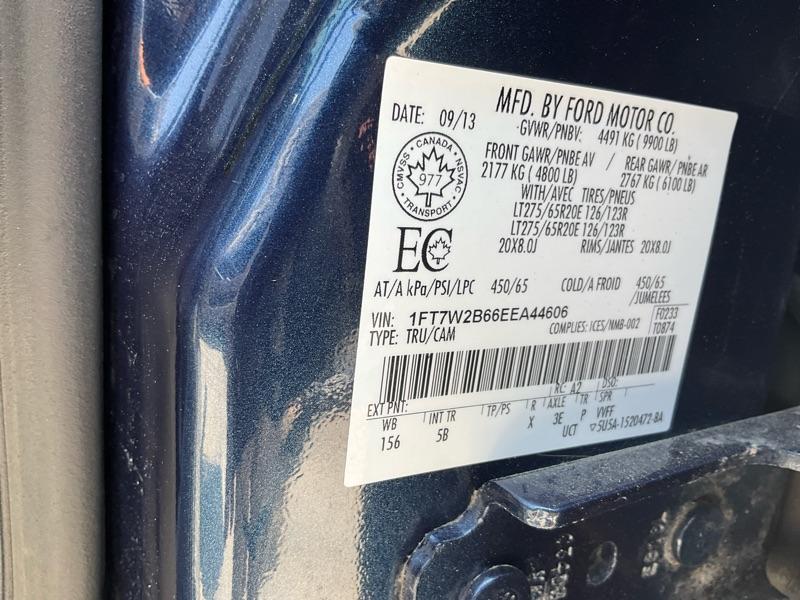 MFD. BY FORD MOTOR CO.
DATE: 09/13
GVWR/PNBV: 4491 KG ( 9900 LB)
FRONT GAWR/PNBE AV / REAR GAWR/PNBE AR
2177 KG ( 4800 LB) 2767 KG ( 6100 LB)
CMVSS • CANADA • NSVAC
977
• TRANSPORT •
WITH/AVEC TIRES/PNEUS
LT275/65R20E 126/123R
LT275/65R20E 126/123R
20X8.0J RIMS/JANTES 20X8.0J
EC
AT/A kPa/PSI/LPC 450/65 COLD/A FROID 450/65
/JUMELEES
VIN: 1FT7W2B66EEA44606
F0233
TYPE: TRU/CAM COMPLIES: ICES/NMB-002 T0874
RC: A2 DSO:
EXT PNT:
WB INT TR TP/PS R AXLE TR SPR
156 5B X 3E P VVFF
UCT ▽5U5A-1520472-BA